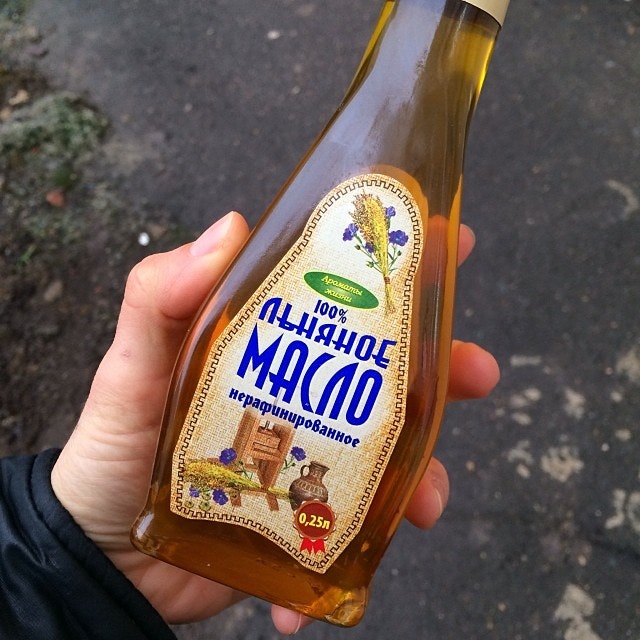 Ароматы
жизни
100%
ЛЬНЯНОЕ
МАСЛО
нерафинированное
0,25л